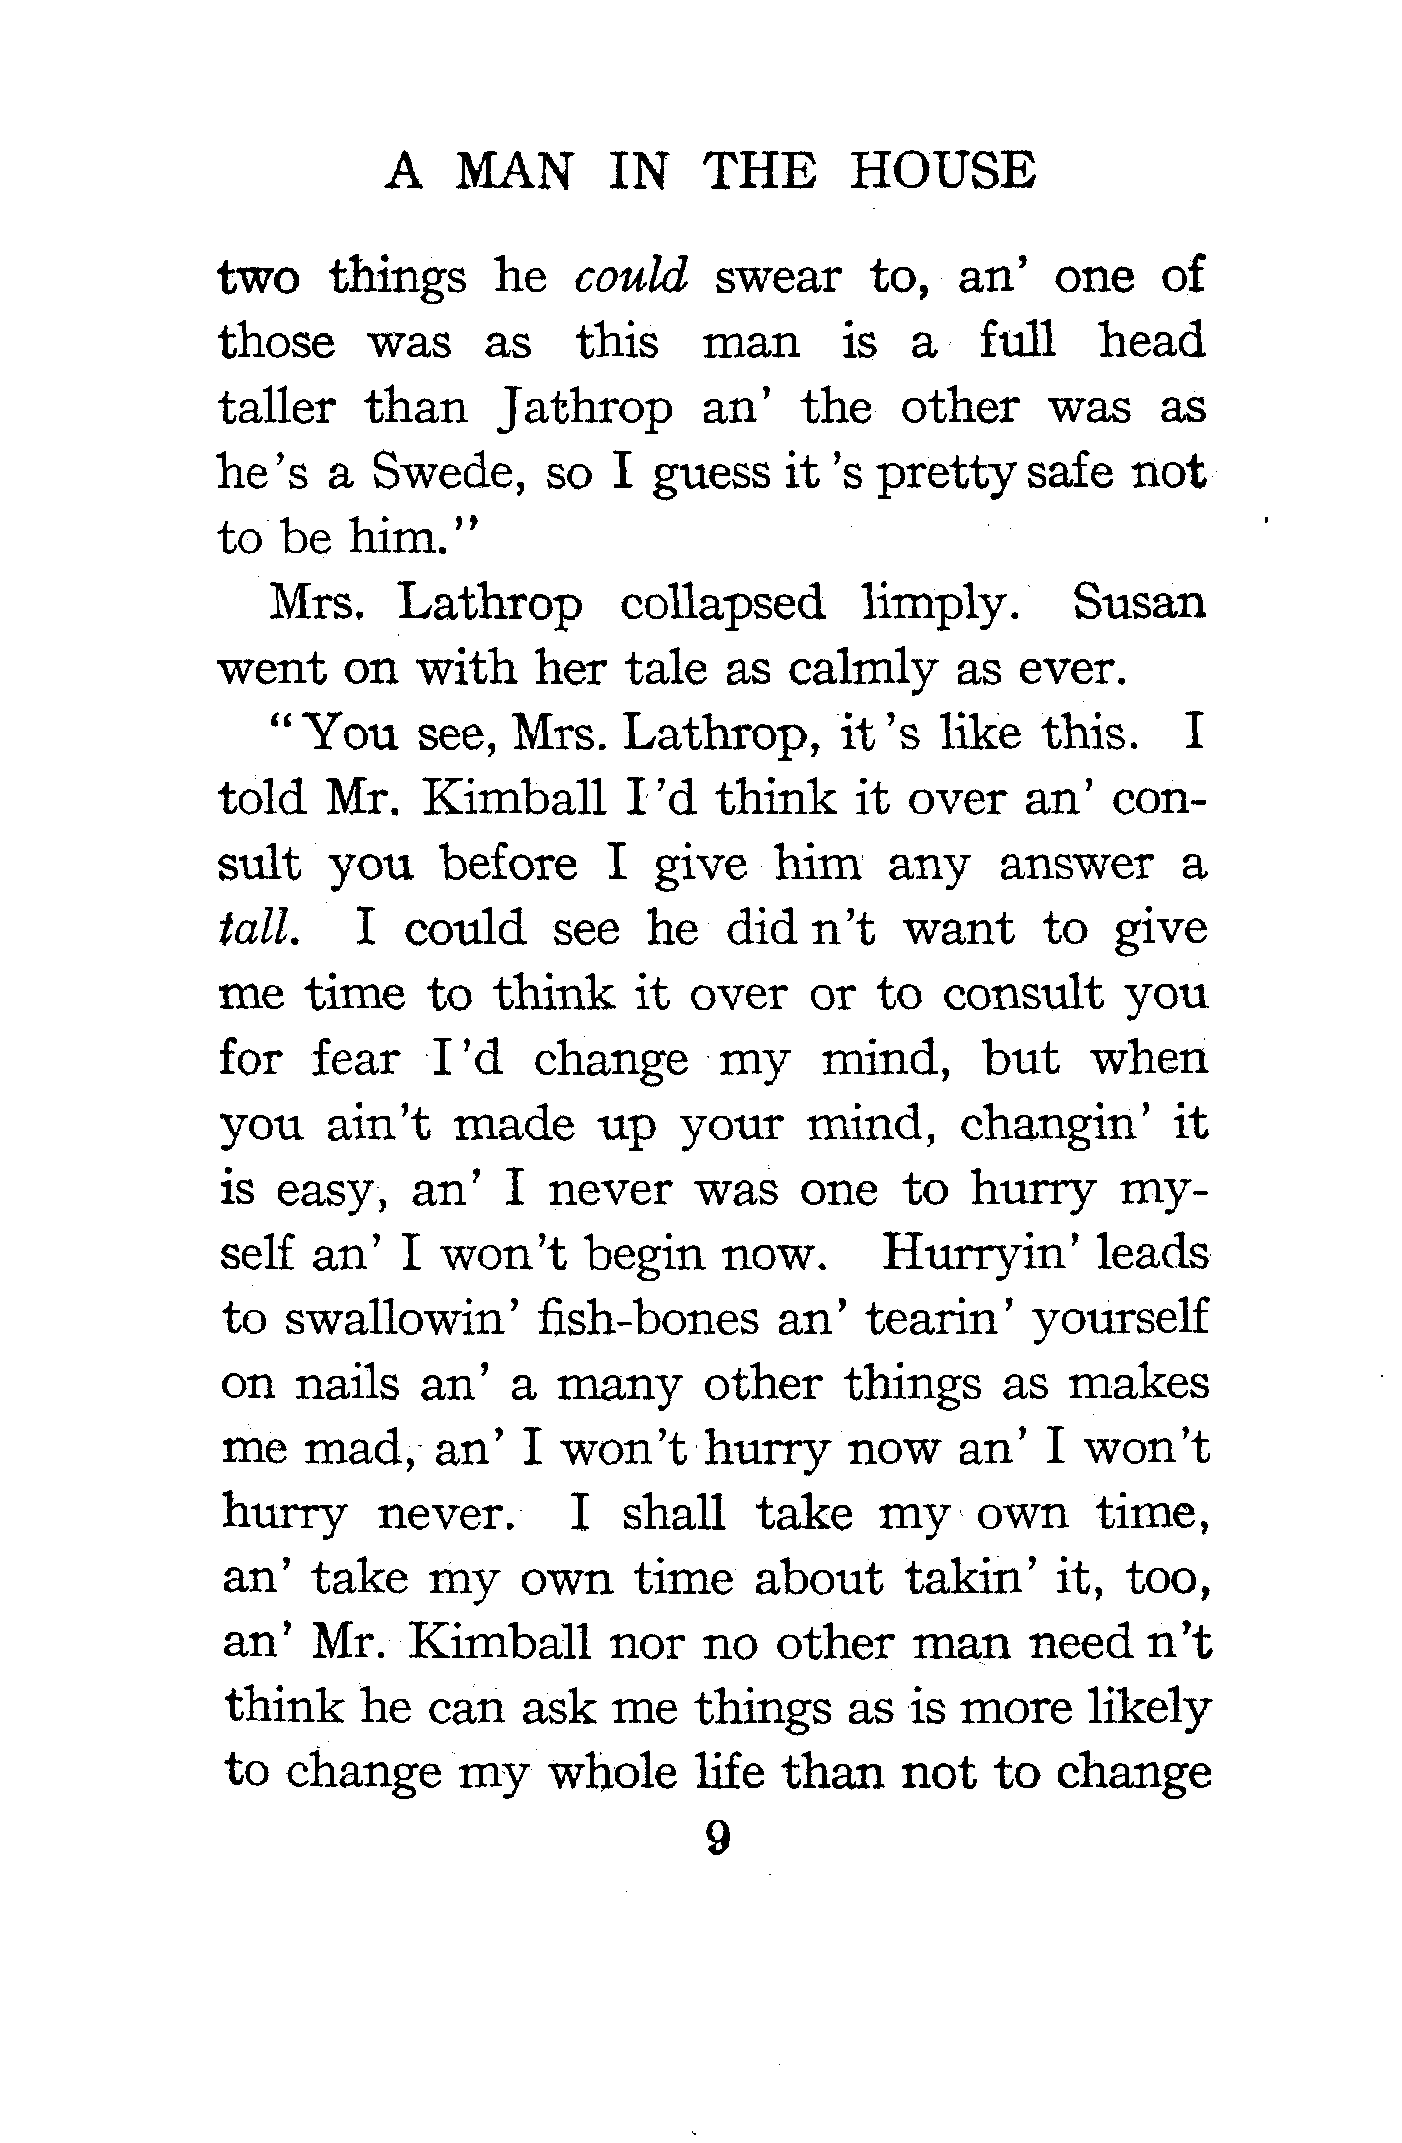 A MAN IN THE HOUSE
two things he could swear to, an' one of
those was as this man is a full head
taller than Jathrop an' the other was as
he 's a Swede, so I guess it 's pretty safe not
to be him."
Mrs. Lathrop collapsed limply. Susan
went on with her tale as calmly as ever.
"You see, Mrs. Lathrop, it 's like this. I
told Mr. Kimball I 'd think it over an' con-
sult you before I give him any answer a
tall. I could see he did n't want to give
me time to think it over or to consult you
for fear I 'd change my mind, but when
you ain't made up your mind, changin' it
is easy, an' I never was one to hurry my-
self an' I won't begin now. Hurryin' leads
to swallowin' fish-bones an' tearin' yourself
on nails an' a many other things as makes
me mad, an' I won't hurry now an' I won't
hurry never. I shall take my own time,
an' take my own time about takin' it, too,
an' Mr. Kimball nor no other man need n't
think he can ask me things as is more likely
to change my whole life than not to change
9